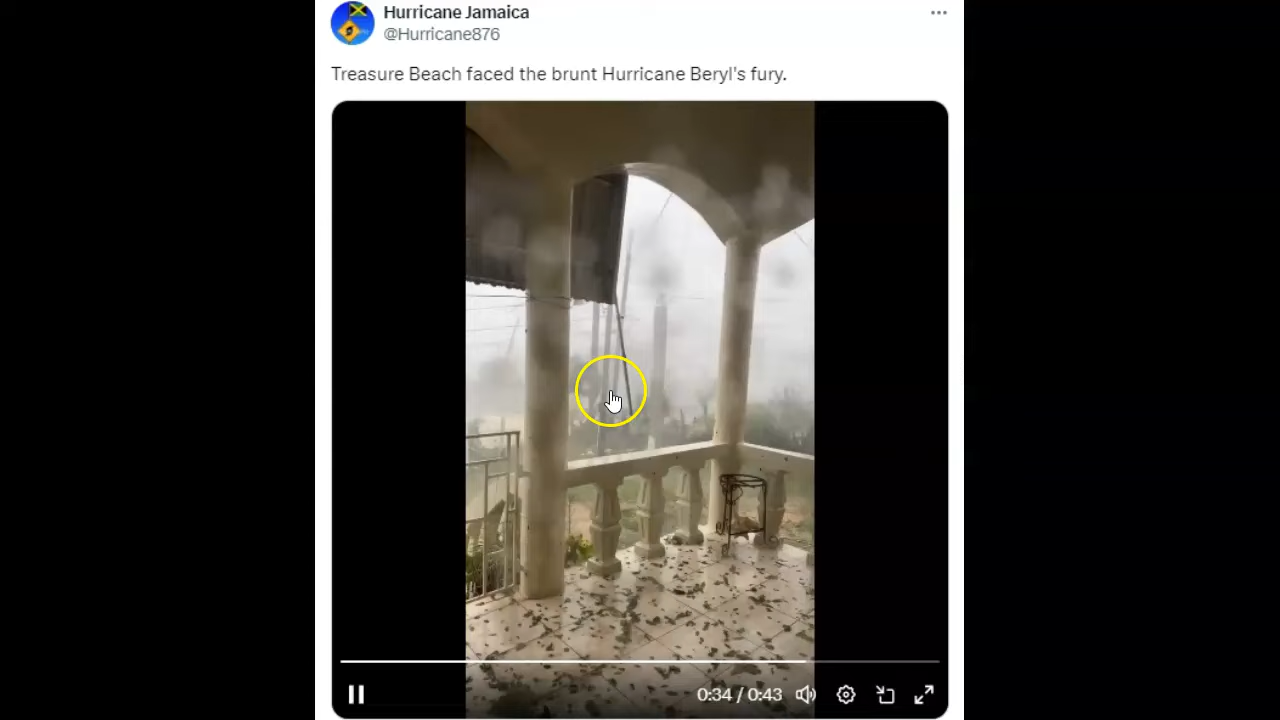 Hurricane Jamaica
@Hurricane876
Treasure Beach faced the brunt Hurricane Beryl's fury.
0:34 / 0:43